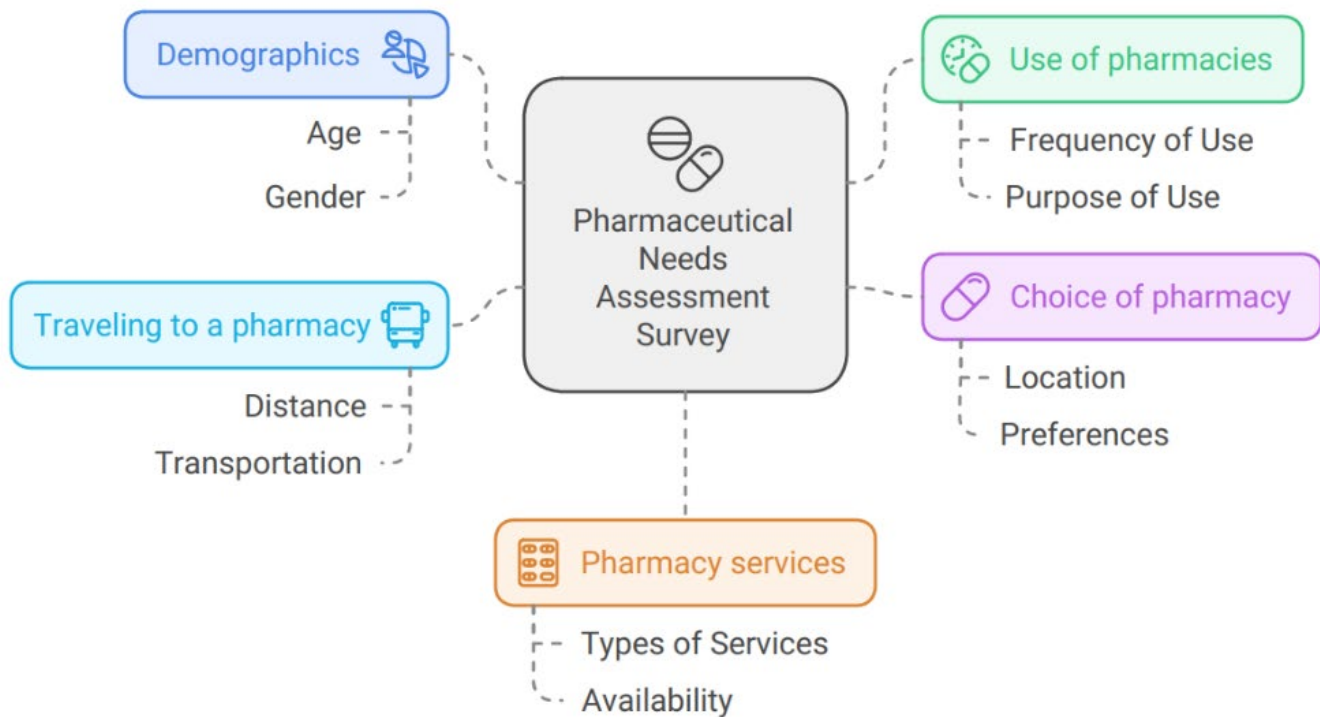 Demographics
Age
Gender
Traveling to a pharmacy
Distance
Transportation
Pharmaceutical
Needs
Assessment
Survey
Use of pharmacies
Frequency of Use
Purpose of Use
Choice of pharmacy
Location
Preferences
Pharmacy services
Types of Services
Availability